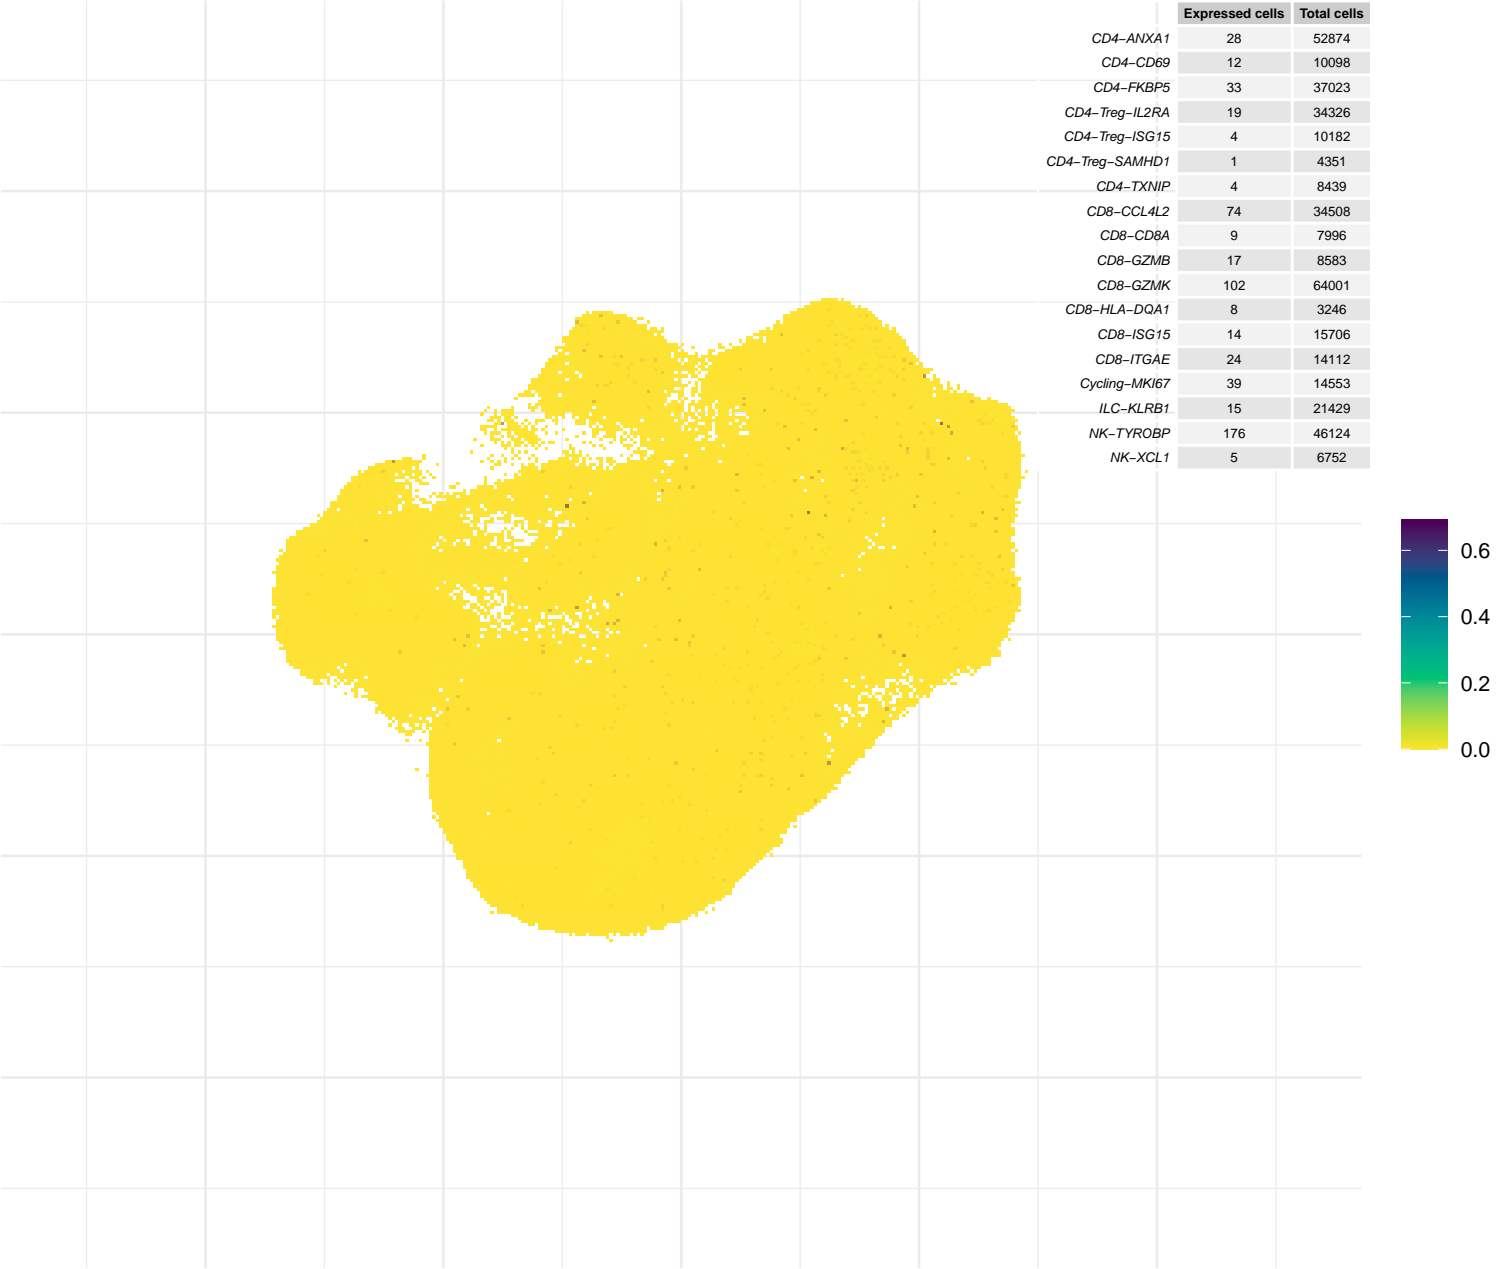 Expressed cells Total cells
CD4−ANXA1 28 52874
CD4−CD69 12 10098
CD4−FKBP5 33 37023
CD4−Treg−IL2RA 19 34326
CD4−Treg−ISG15 4 10182
CD4−Treg−SAMHD1 1 4351
CD4−TXNIP 4 8439
CD8−CCL4L2 74 34508
CD8−CD8A 9 7996
CD8−GZMB 17 8583
CD8−GZMK 102 64001
CD8−HLA−DQA1 8 3246
CD8−ISG15 14 15706
CD8−ITGAE 24 14112
Cycling−MKI67 39 14553
ILC−KLRB1 15 21429
NK−TYROBP 176 46124
NK−XCL1 5 6752
0.6
0.4
0.2
0.0